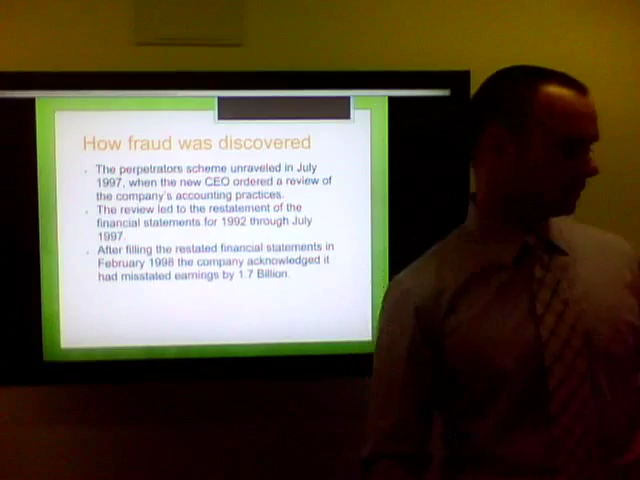 How fraud was discovered
The perpetrators scheme unraveled in July
1997, when the new CEO ordered a review of
the company's accounting practices.
The review led to the restatement of the
financial statements for 1992 through July
1997.
After filling the restated financial statements in
February 1998 the company acknowledged it
had misstated earnings by 1.7 Billion.